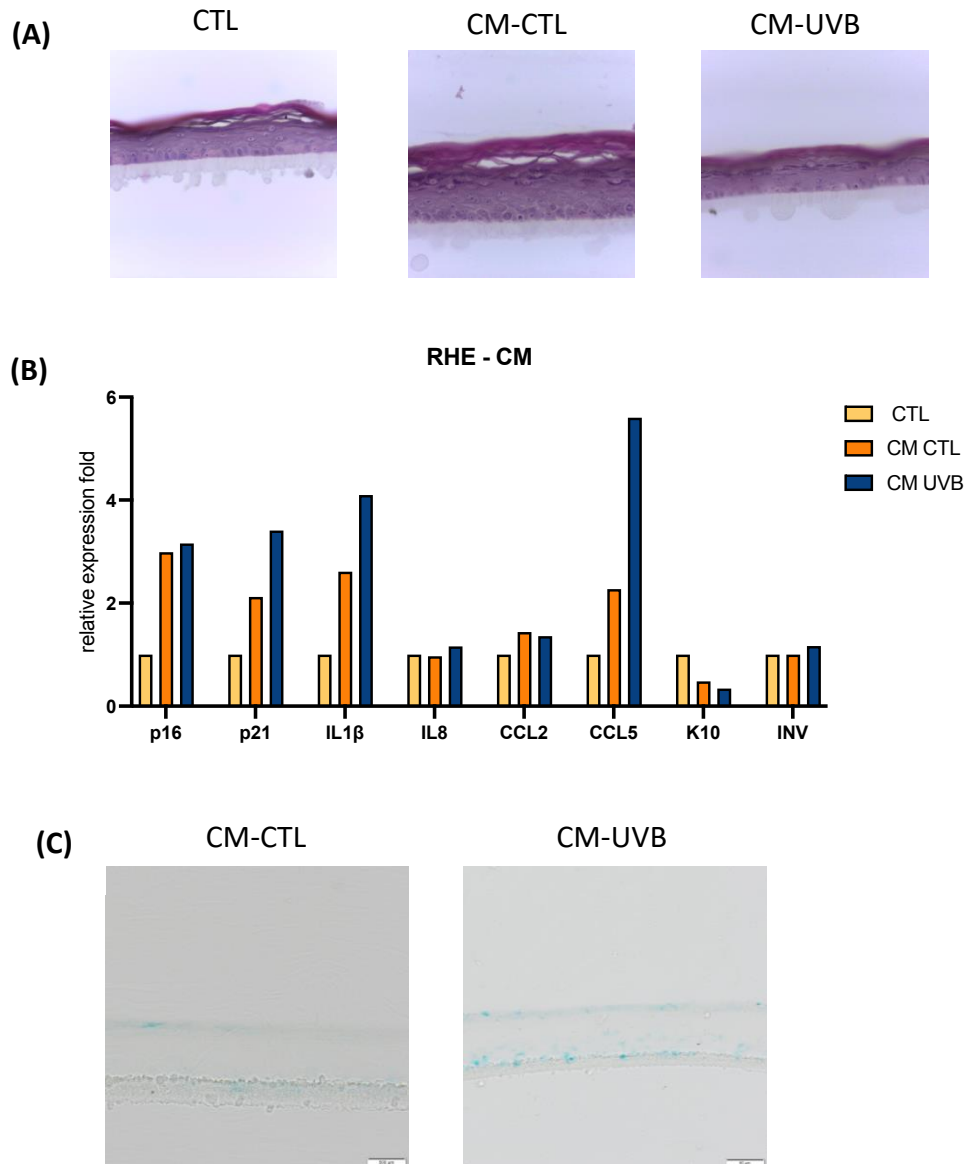 (A)
CTL CM-CTL CM-UVB
(B)
RHE - CM
relative expression fold
6
4
2
0
p16 p21 IL1β IL8 CCL2 CCL5 K10 INV
CTL
CM CTL
CM UVB
(C)
CM-CTL CM-UVB